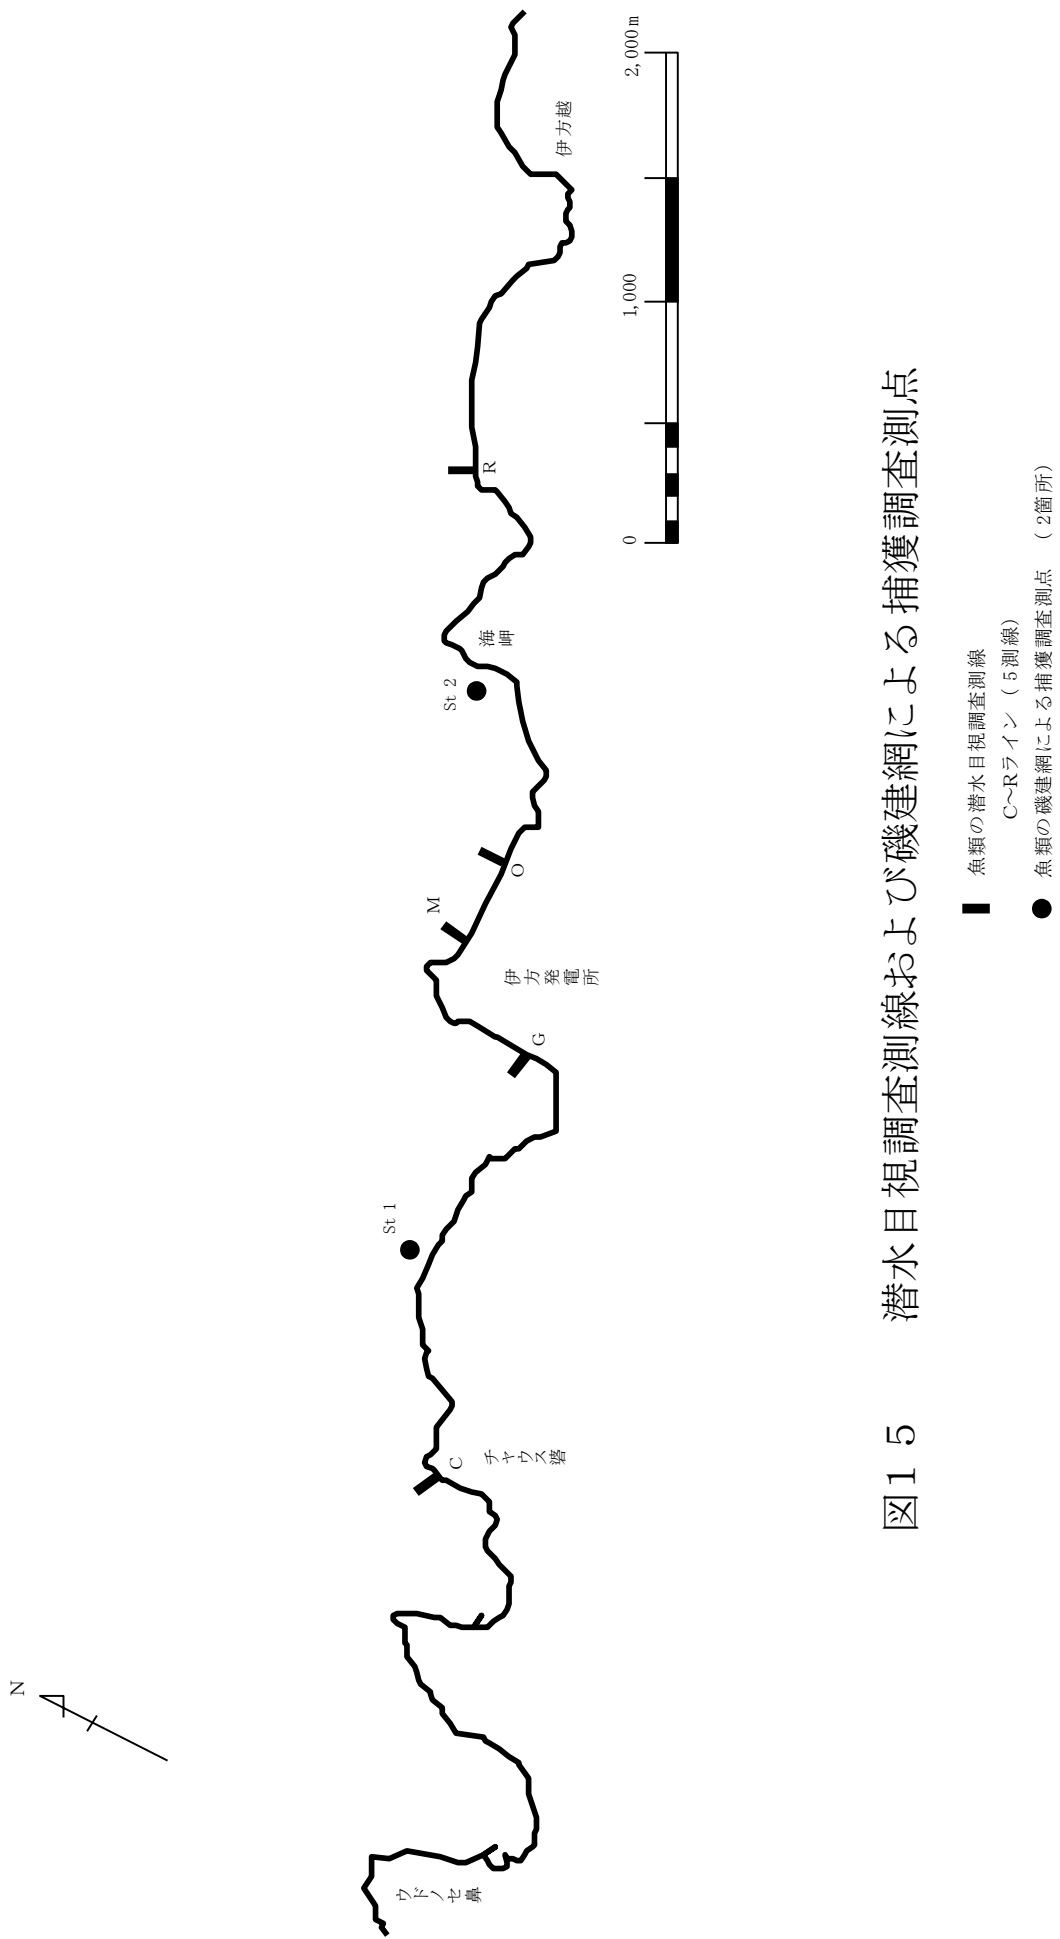 N
ウドノセ鼻
C
チャウス碆
St 1
G
伊方発電所
M
O
St 2
海岬
R
伊方越
0
1,000
2,000m
図15 潜水目視調査測線および磯建網による捕獲調査測点
魚類の潜水目視調査測線
C~Rライン(5測線)
魚類の磯建網による捕獲調査測点 (2箇所)